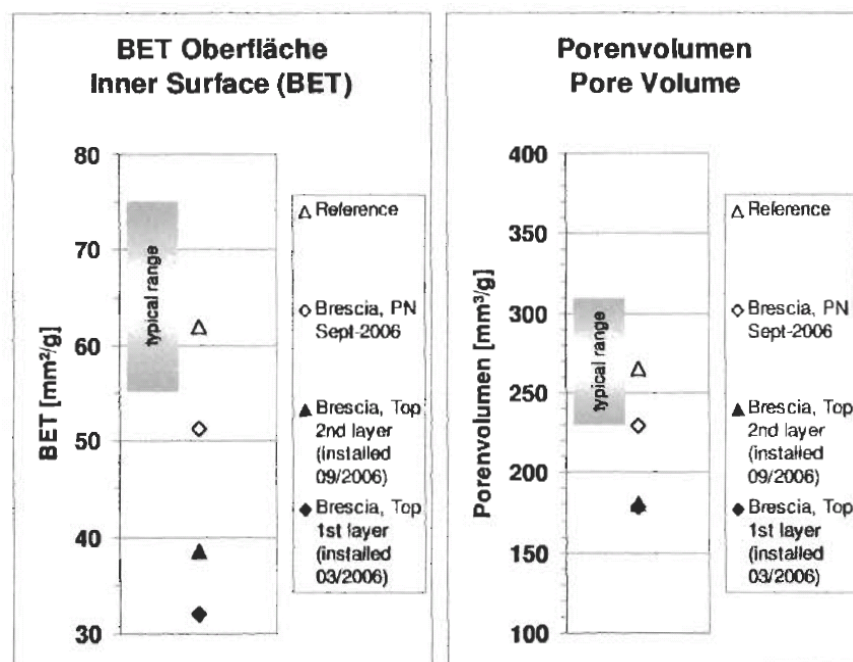 BET Oberfläche
Inner Surface (BET)
80
70
60
50
40
30
BET [mm²/g]
typical range
Reference
Brescia, PN
Sept-2006
Brescia, Top
2nd layer
(installed
09/2006)
Brescia, Top
1st layer
(installed
03/2006)
Porenvolumen
Pore Volume
400
350
300
250
200
150
100
Porenvolumen [mm³/g]
typical range
Reference
Brescia, PN
Sept-2006
Brescia, Top
2nd layer
(installed
09/2006)
Brescia, Top
1st layer
(installed
03/2006)